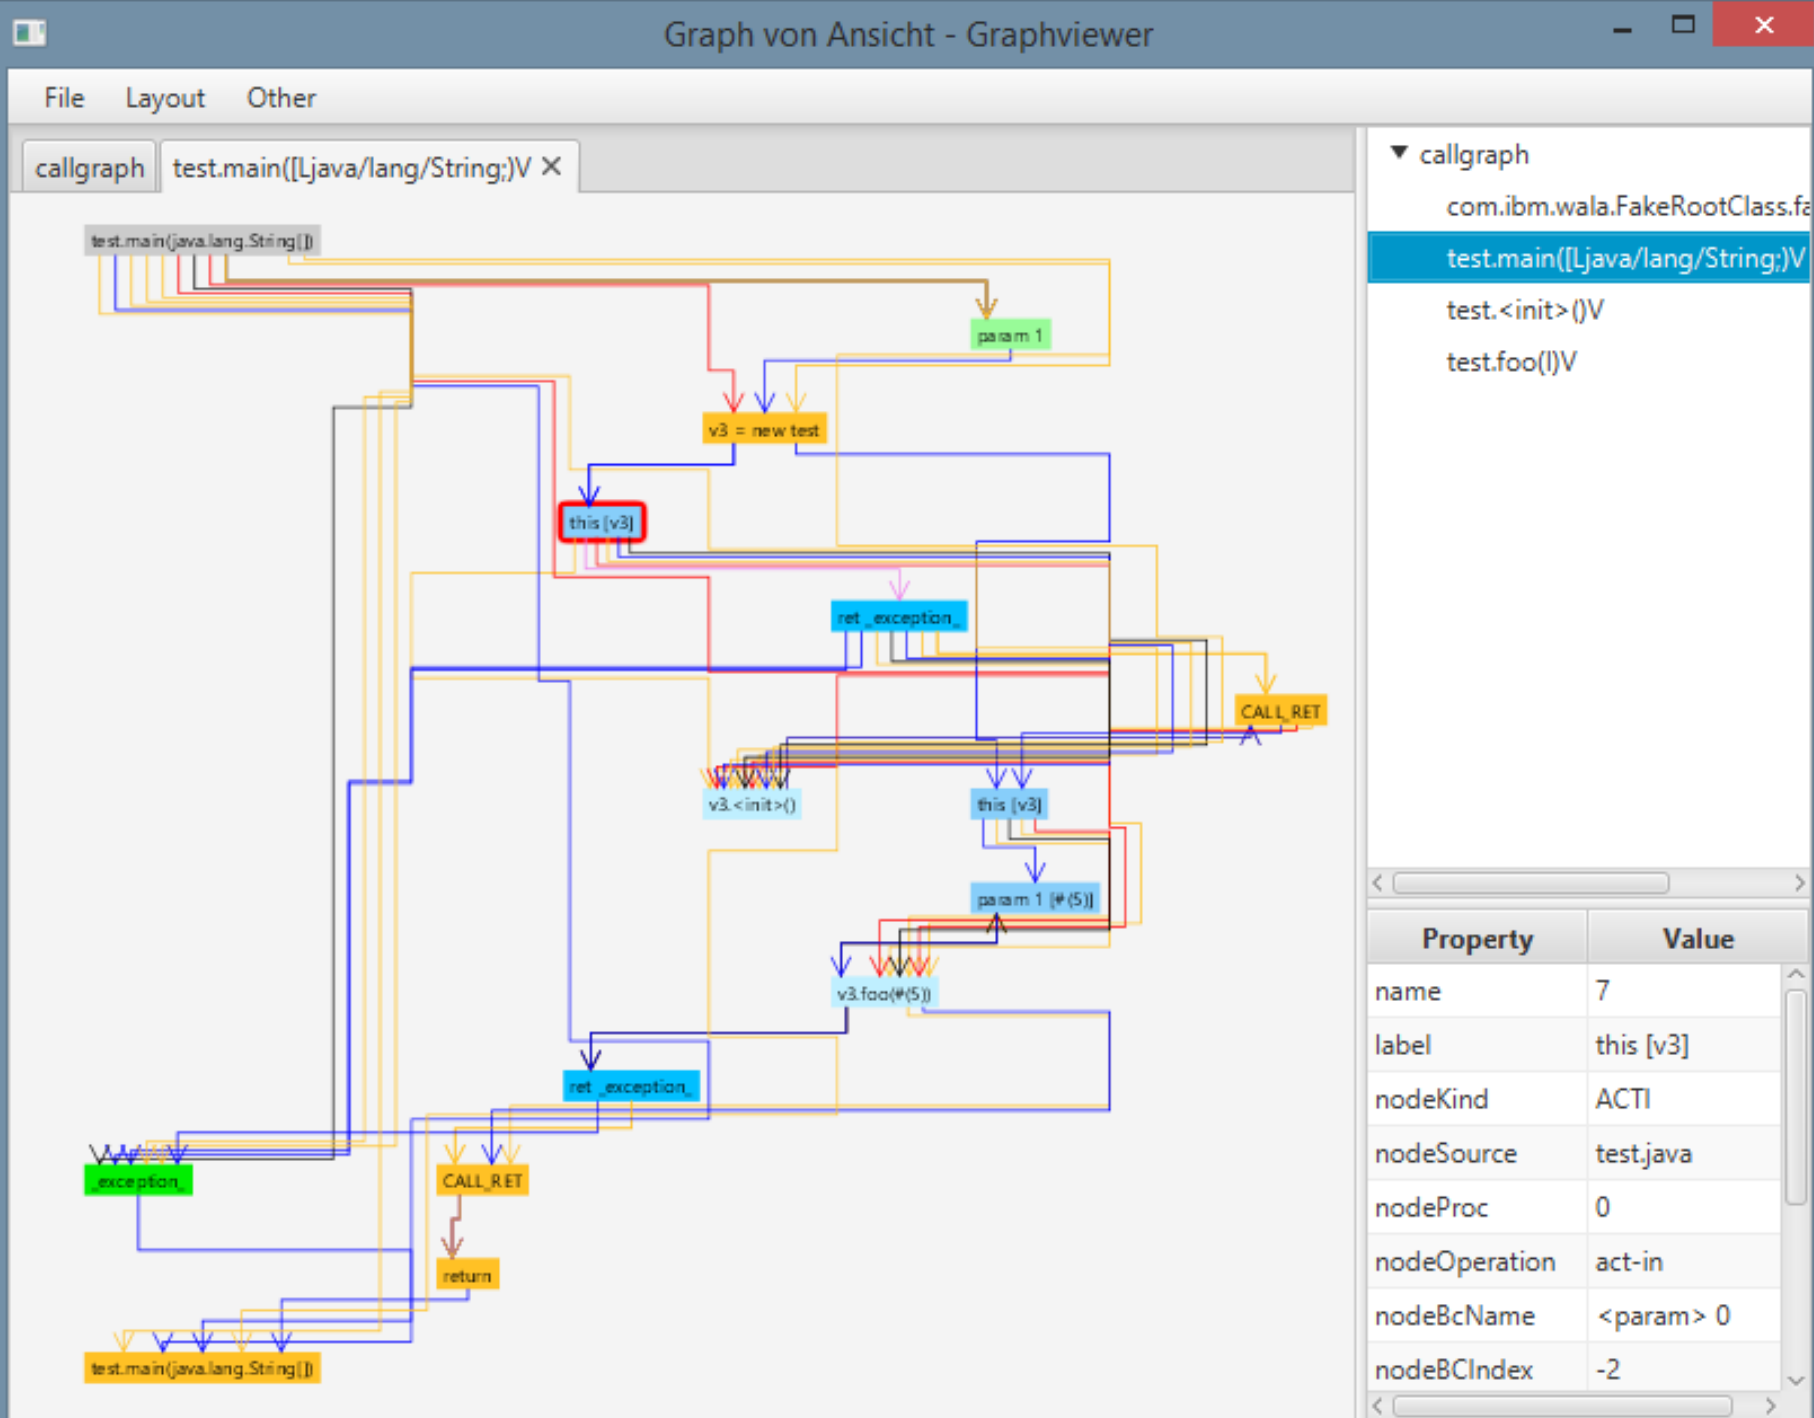 Graph von Ansicht - Graphviewer
File Layout Other
callgraph
test.main([Ljava/lang/String;)V
test.main(java.lang.String[])
param 1
v3 = new test
this [v3]
ret _exception_
CALL_RET
v3.<init>()
this [v3]
param 1 [#(5)]
v3.foo(#(5))
ret _exception_
_exception_
CALL_RET
return
test.main(java.lang.String[])
callgraph
com.ibm.wala.FakeRootClass.fa
test.main([Ljava/lang/String;)V
test.<init>()V
test.foo(I)V
Property Value
name 7
label this [v3]
nodeKind ACTI
nodeSource test.java
nodeProc 0
nodeOperation act-in
nodeBcName <param> 0
nodeBCIndex -2